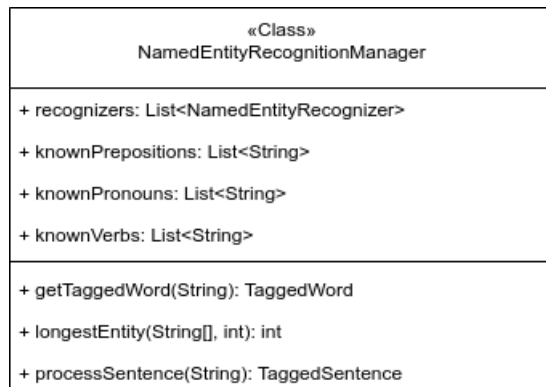 «Class»
NamedEntityRecognitionManager
+ recognizers: List<NamedEntityRecognizer>
+ knownPrepositions: List<String>
+ knownPronouns: List<String>
+ knownVerbs: List<String>
+ getTaggedWord(String): TaggedWord
+ longestEntity(String[], int): int
+ processSentence(String): TaggedSentence